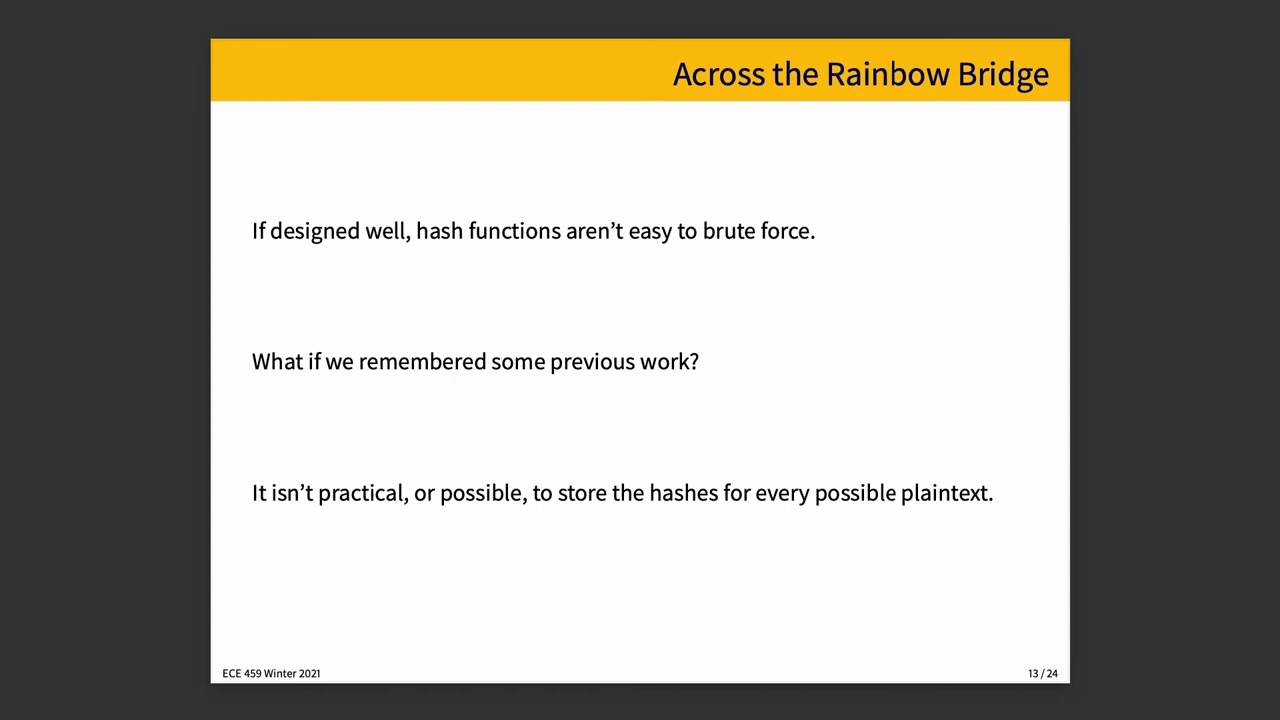 Across the Rainbow Bridge
If designed well, hash functions aren’t easy to brute force.
What if we remembered some previous work?
It isn’t practical, or possible, to store the hashes for every possible plaintext.
ECE 459 Winter 2021
13 / 24